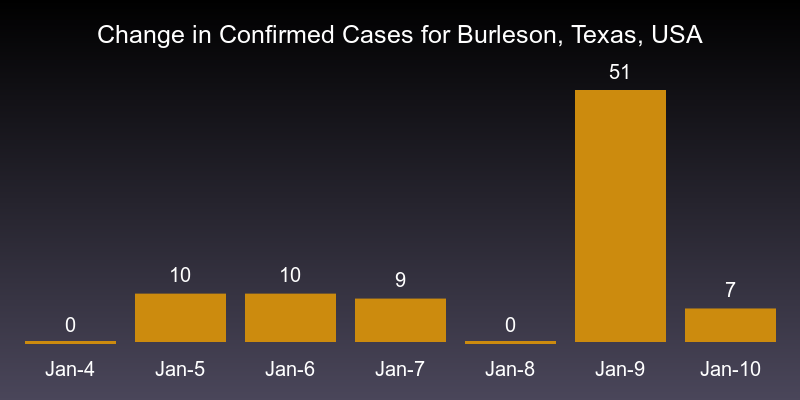 Change in Confirmed Cases for Burleson, Texas, USA
51
10
10
9
7
0
0
Jan-4
Jan-5
Jan-6
Jan-7
Jan-8
Jan-9
Jan-10